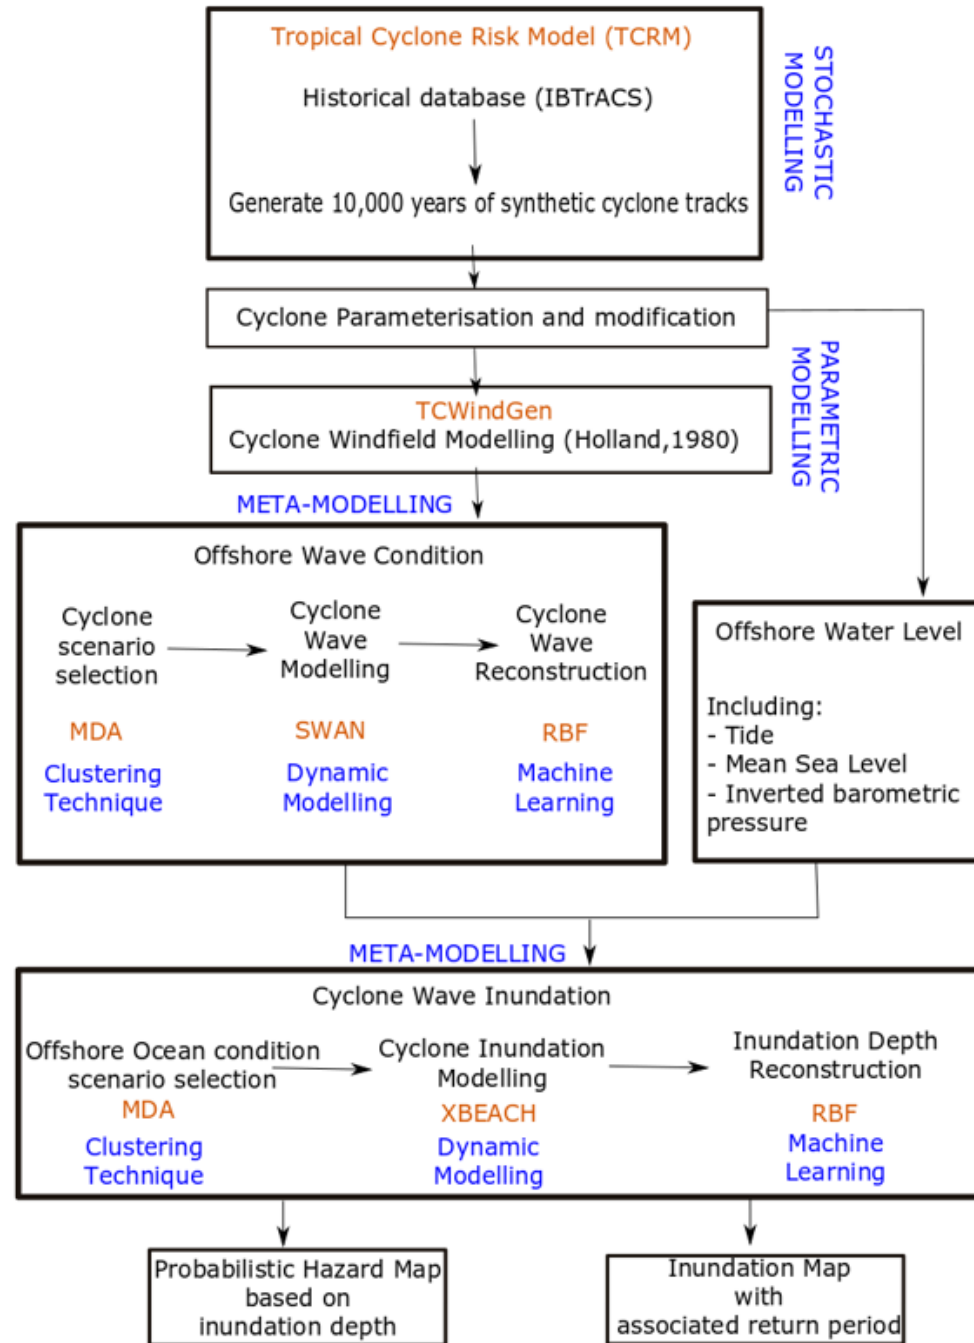 Tropical Cyclone Risk Model (TCRM)
Historical database (IBTrACS)
Generate 10,000 years of synthetic cyclone tracks
STOCHASTIC
MODELLING
Cyclone Parameterisation and modification
PARAMETRIC
MODELLING
TCWindGen
Cyclone Windfield Modelling (Holland,1980)
META-MODELLING
Offshore Wave Condition
Cyclone
scenario
selection
MDA
Clustering
Technique
Cyclone
Wave
Modelling
SWAN
Dynamic
Modelling
Cyclone
Wave
Reconstruction
RBF
Machine
Learning
Offshore Water Level
Including:
- Tide
- Mean Sea Level
- Inverted barometric
pressure
META-MODELLING
Cyclone Wave Inundation
Offshore Ocean condition
scenario selection
MDA
Clustering
Technique
Cyclone Inundation
Modelling
XBEACH
Dynamic
Modelling
Inundation Depth
Reconstruction
RBF
Machine
Learning
Probabilistic Hazard Map
based on
inundation depth
Inundation Map
with
associated return period